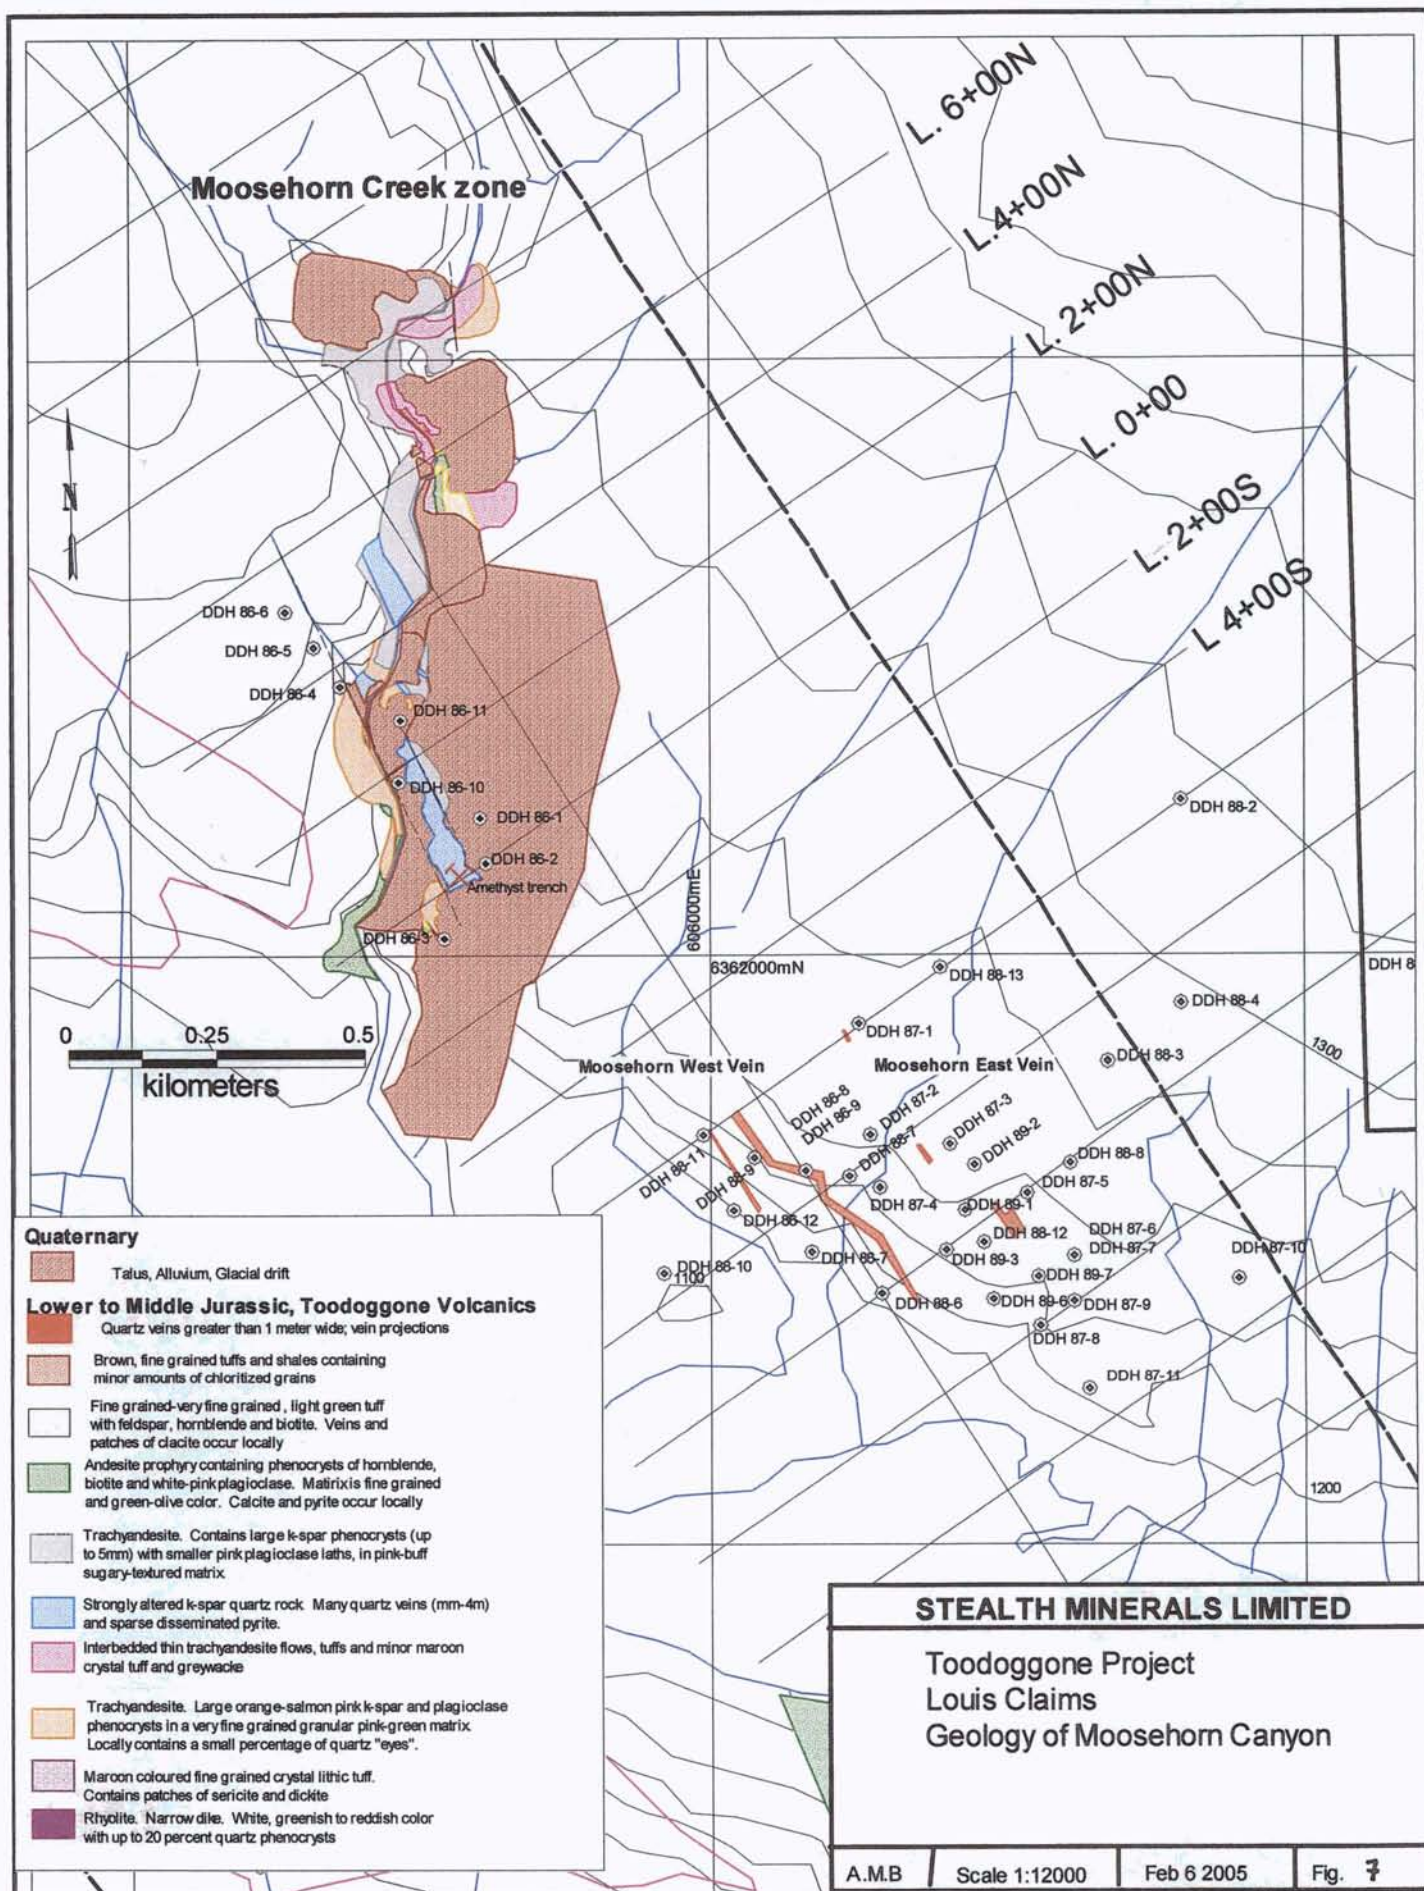 L. 6+00N
L.4+00N
L. 2+00N
L. 0+00
L. 2+00S
L 4+00S
Moosehorn Creek zone
N
DDH 86-6
DDH 86-5
DDH 86-4
DDH 86-11
DDH 86-10
DDH 86-1
DDH 86-2
Amethyst trench
DDH 86-3
606000mE
6362000mN
DDH 88-2
DDH 88-13
DDH 8
DDH 88-4
DDH 87-1
DDH 88-3
1300
0 0.25 0.5
kilometers
Moosehorn West Vein
Moosehorn East Vein
DDH 86-8
DDH 86-9
DDH 87-2
DDH 87-3
DDH 88-7
DDH 89-2
DDH 88-11
DDH 88-9
DDH 88-8
DDH 87-5
DDH 87-4
DDH 89-1
DDH 86-12
DDH 88-12
DDH 87-6
DDH 87-7
DDH 87-10
DDH 86-7
DDH 89-3
DDH 88-10
1100
DDH 89-7
DDH 88-6
DDH 89-6
DDH 87-9
DDH 87-8
DDH 87-11
1200
Quaternary
Talus, Alluvium, Glacial drift
Lower to Middle Jurassic, Toodoggone Volcanics
Quartz veins greater than 1 meter wide; vein projections
Brown, fine grained tuffs and shales containing
minor amounts of chloritized grains
Fine grained-very fine grained , light green tuff
with feldspar, hornblende and biotite. Veins and
patches of clacite occur locally
Andesite prophyry containing phenocrysts of hornblende,
biotite and white-pink plagioclase. Matirix is fine grained
and green-olive color. Calcite and pyrite occur locally
Trachyandesite. Contains large k-spar phenocrysts (up
to 5mm) with smaller pink plagioclase laths, in pink-buff
sugary-textured matrix
Strongly altered k-spar quartz rock. Many quartz veins (mm-4m)
and sparse disseminated pyrite.
Interbedded thin trachyandesite flows, tuffs and minor maroon
crystal tuff and greywacke
Trachyandesite. Large orange-salmon pink k-spar and plagioclase
phenocrysts in a very fine grained granular pink-green matrix
Locally contains a small percentage of quartz "eyes".
Maroon coloured fine grained crystal lithic tuff.
Contains patches of sericite and dickite
Rhyolite. Narrow dike. White, greenish to reddish color
with up to 20 percent quartz phenocrysts
STEALTH MINERALS LIMITED
Toodoggone Project
Louis Claims
Geology of Moosehorn Canyon
A.M.B Scale 1:12000 Feb 6 2005 Fig. 7